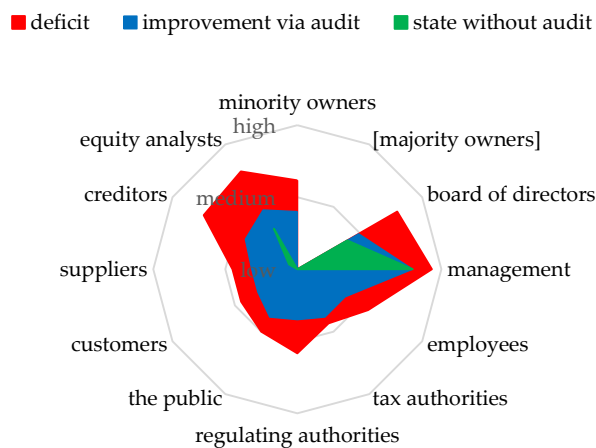 deficit improvement via audit state without audit
minority owners
high
equity analysts [majority owners]
creditors medium board of directors
suppliers low management
customers employees
the public tax authorities
regulating authorities